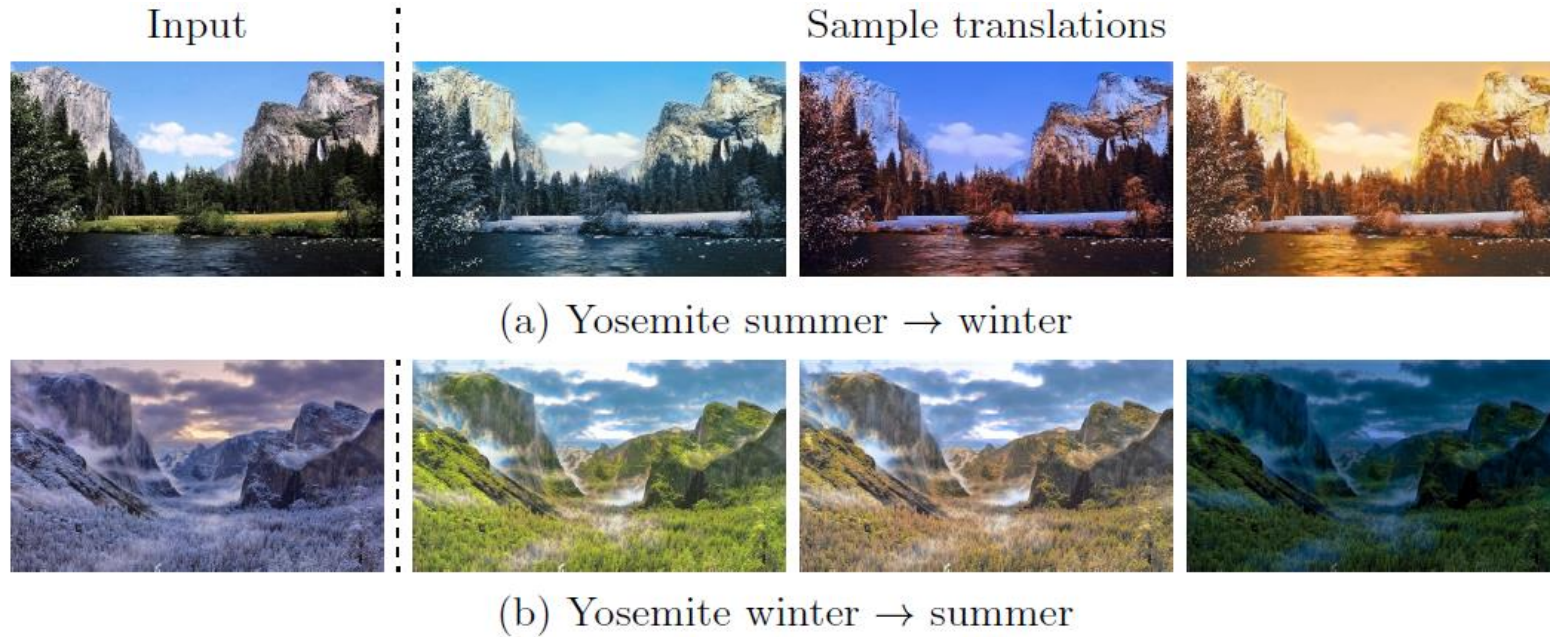 Input
Sample translations
(a) Yosemite summer → winter
(b) Yosemite winter → summer